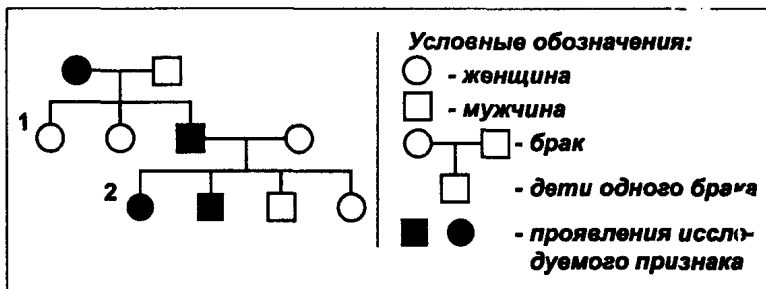 Условные обозначения:
- женщина
1
- мужчина
- брак
2
- дети одного брака
- проявления иссле-
дуемого признака